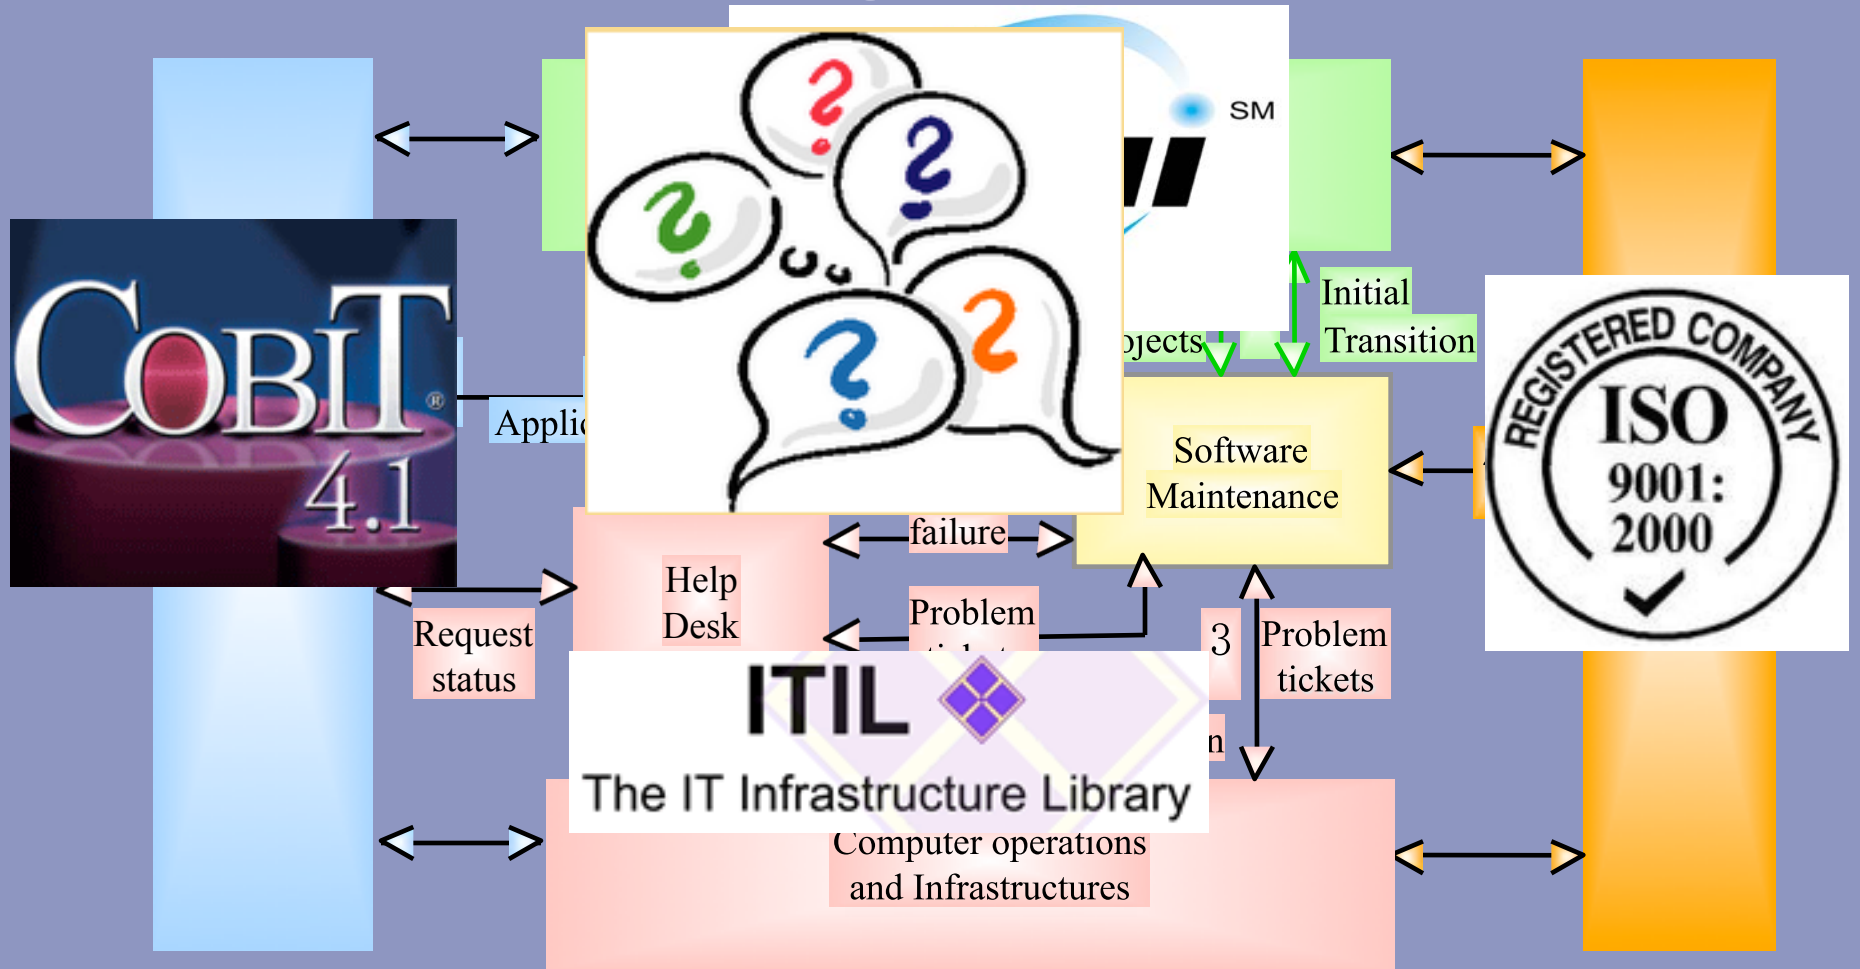 SM
Initial
Transition
COBIT
®
4.1
Software
Maintenance
REGISTERED COMPANY
ISO
9001:
2000
failure
Help
Desk
Problem
Request
status
3
Problem
tickets
ITIL
The IT Infrastructure Library
Computer operations
and Infrastructures